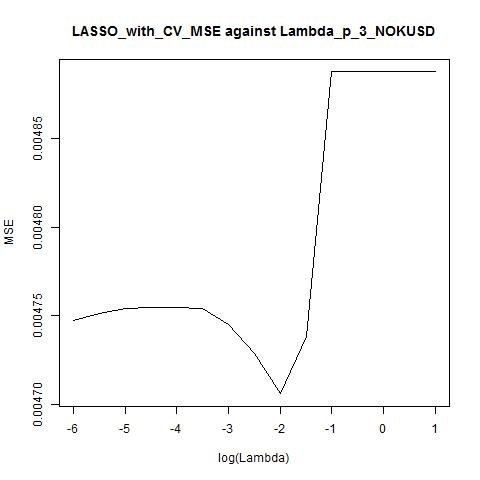 LASSO_with_CV_MSE against Lambda_p_3_NOKUSD
MSE
0.00485
0.00480
0.00475
0.00470
-6 -5 -4 -3 -2 -1 0 1
log(Lambda)